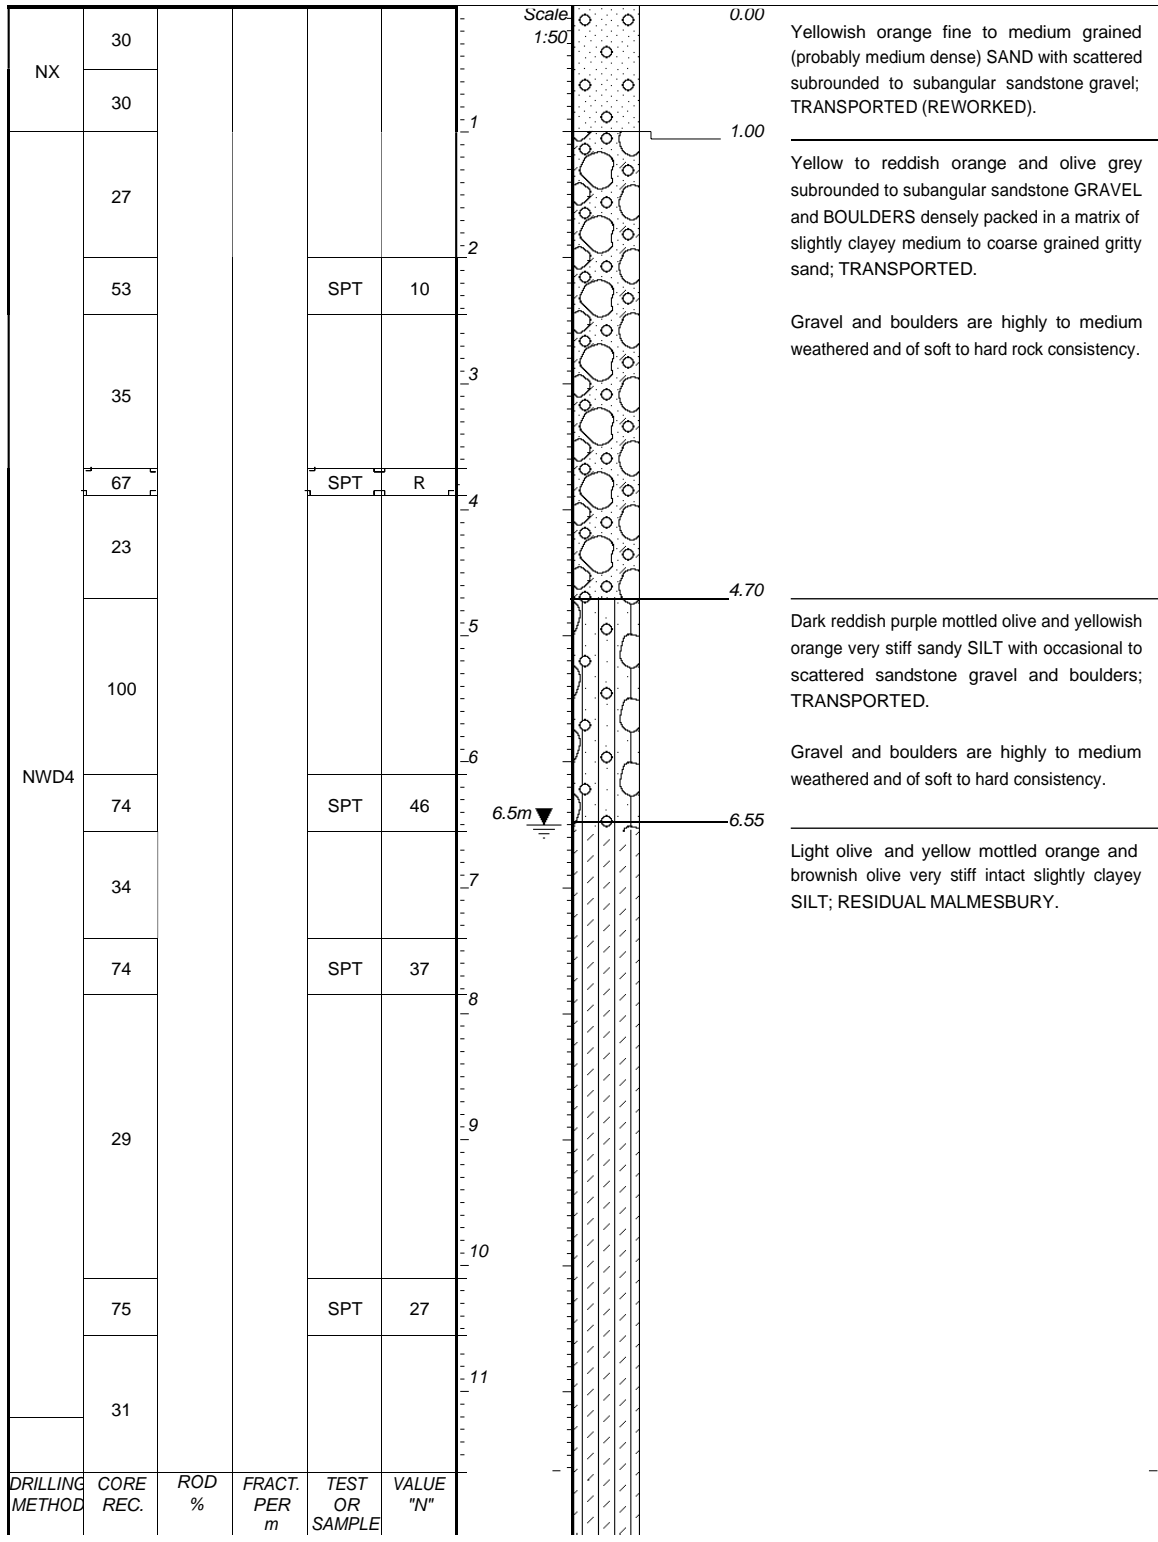 Scale
1:50
0.00
Yellowish orange fine to medium grained
(probably medium dense) SAND with scattered
subrounded to subangular sandstone gravel;
TRANSPORTED (REWORKED).
NX
30
30
1
1.00
Yellow to reddish orange and olive grey
subrounded to subangular sandstone GRAVEL
and BOULDERS densely packed in a matrix of
slightly clayey medium to coarse grained gritty
sand; TRANSPORTED.
Gravel and boulders are highly to medium
weathered and of soft to hard rock consistency.
27
2
53 SPT 10
3
35
67 SPT R
4
23
4.70
Dark reddish purple mottled olive and yellowish
orange very stiff sandy SILT with occasional to
scattered sandstone gravel and boulders;
TRANSPORTED.
Gravel and boulders are highly to medium
weathered and of soft to hard consistency.
5
100
6
NWD4
74 SPT 46
6.5m
6.55
Light olive and yellow mottled orange and
brownish olive very stiff intact slightly clayey
SILT; RESIDUAL MALMESBURY.
34
7
74 SPT 37
8
29
9
10
75 SPT 27
11
31
DRILLING METHOD
CORE REC.
ROD %
FRACT. PER m
TEST OR SAMPLE
VALUE "N"